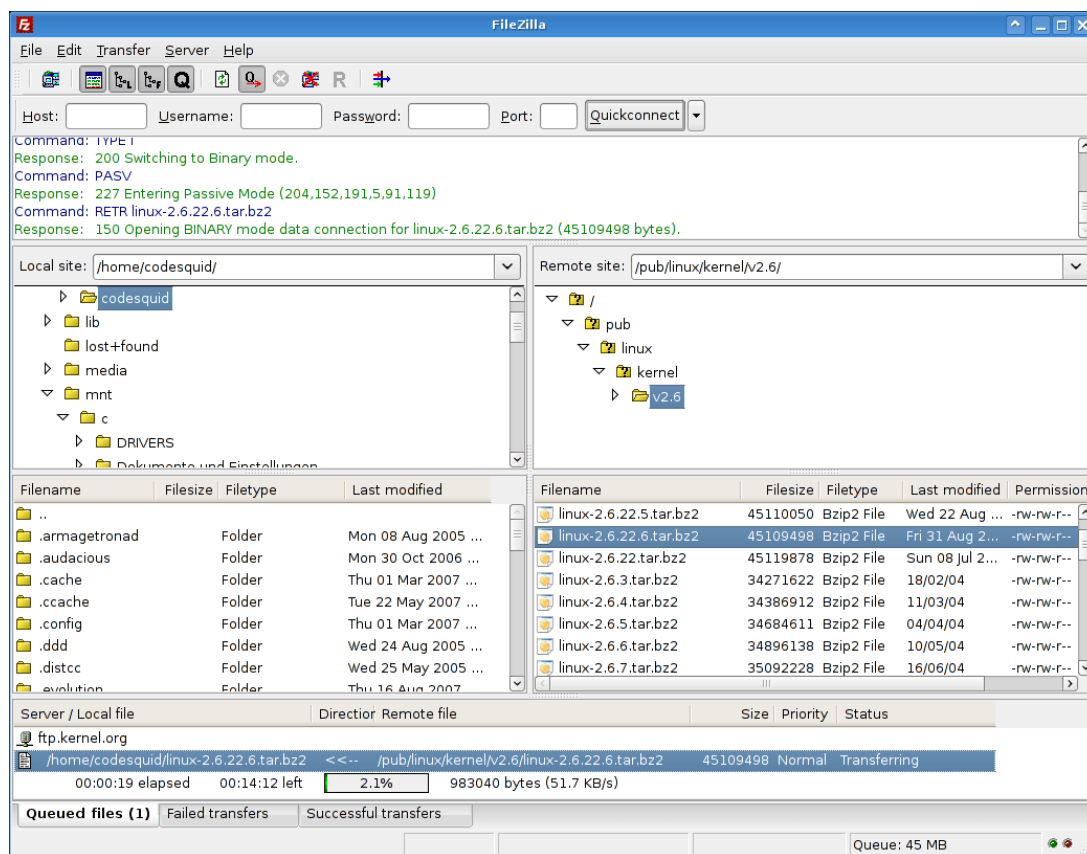 FileZilla
File Edit Transfer Server Help
Host: Username: Password: Port: Quickconnect
Command: TYPE I
Response: 200 Switching to Binary mode.
Command: PASV
Response: 227 Entering Passive Mode (204,152,191,5,91,119)
Command: RETR linux-2.6.22.6.tar.bz2
Response: 150 Opening BINARY mode data connection for linux-2.6.22.6.tar.bz2 (45109498 bytes).
Local site: /home/codesquid/
codesquid
lib
lost+found
media
mnt
c
DRIVERS
Dokumente und Einstellungen
Remote site: /pub/linux/kernel/v2.6/
/
pub
linux
kernel
v2.6
Filename Filesize Filetype Last modified
..
.armagetronad Folder Mon 08 Aug 2005 ...
.audacious Folder Mon 30 Oct 2006 ...
.cache Folder Thu 01 Mar 2007 ...
.ccache Folder Tue 22 May 2007 ...
.config Folder Thu 01 Mar 2007 ...
.ddd Folder Wed 24 Aug 2005 ...
.distcc Folder Wed 25 May 2005 ...
.evolution Folder Thu 16 Aug 2007
Filename Filesize Filetype Last modified Permission
linux-2.6.22.5.tar.bz2 45110050 Bzip2 File Wed 22 Aug ... -rw-rw-r--
linux-2.6.22.6.tar.bz2 45109498 Bzip2 File Fri 31 Aug 2... -rw-rw-r--
linux-2.6.22.tar.bz2 45119878 Bzip2 File Sun 08 Jul 2... -rw-rw-r--
linux-2.6.3.tar.bz2 34271622 Bzip2 File 18/02/04 -rw-rw-r--
linux-2.6.4.tar.bz2 34386912 Bzip2 File 11/03/04 -rw-rw-r--
linux-2.6.5.tar.bz2 34684611 Bzip2 File 04/04/04 -rw-rw-r--
linux-2.6.6.tar.bz2 34896138 Bzip2 File 10/05/04 -rw-rw-r--
linux-2.6.7.tar.bz2 35092228 Bzip2 File 16/06/04 -rw-rw-r--
Server / Local file Direction Remote file Size Priority Status
ftp.kernel.org
/home/codesquid/linux-2.6.22.6.tar.bz2 <<-- /pub/linux/kernel/v2.6/linux-2.6.22.6.tar.bz2 45109498 Normal Transferring
00:00:19 elapsed 00:14:12 left 2.1% 983040 bytes (51.7 KB/s)
Queued files (1) Failed transfers Successful transfers
Queue: 45 MB